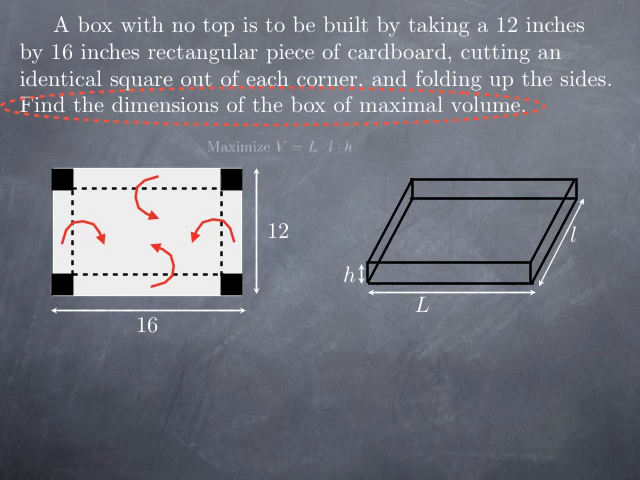 A box with no top is to be built by taking a 12 inches
by 16 inches rectangular piece of cardboard, cutting an
identical square out of each corner, and folding up the sides.
Find the dimensions of the box of maximal volume.
Maximize V = L · l · h
12
16
l
h
L